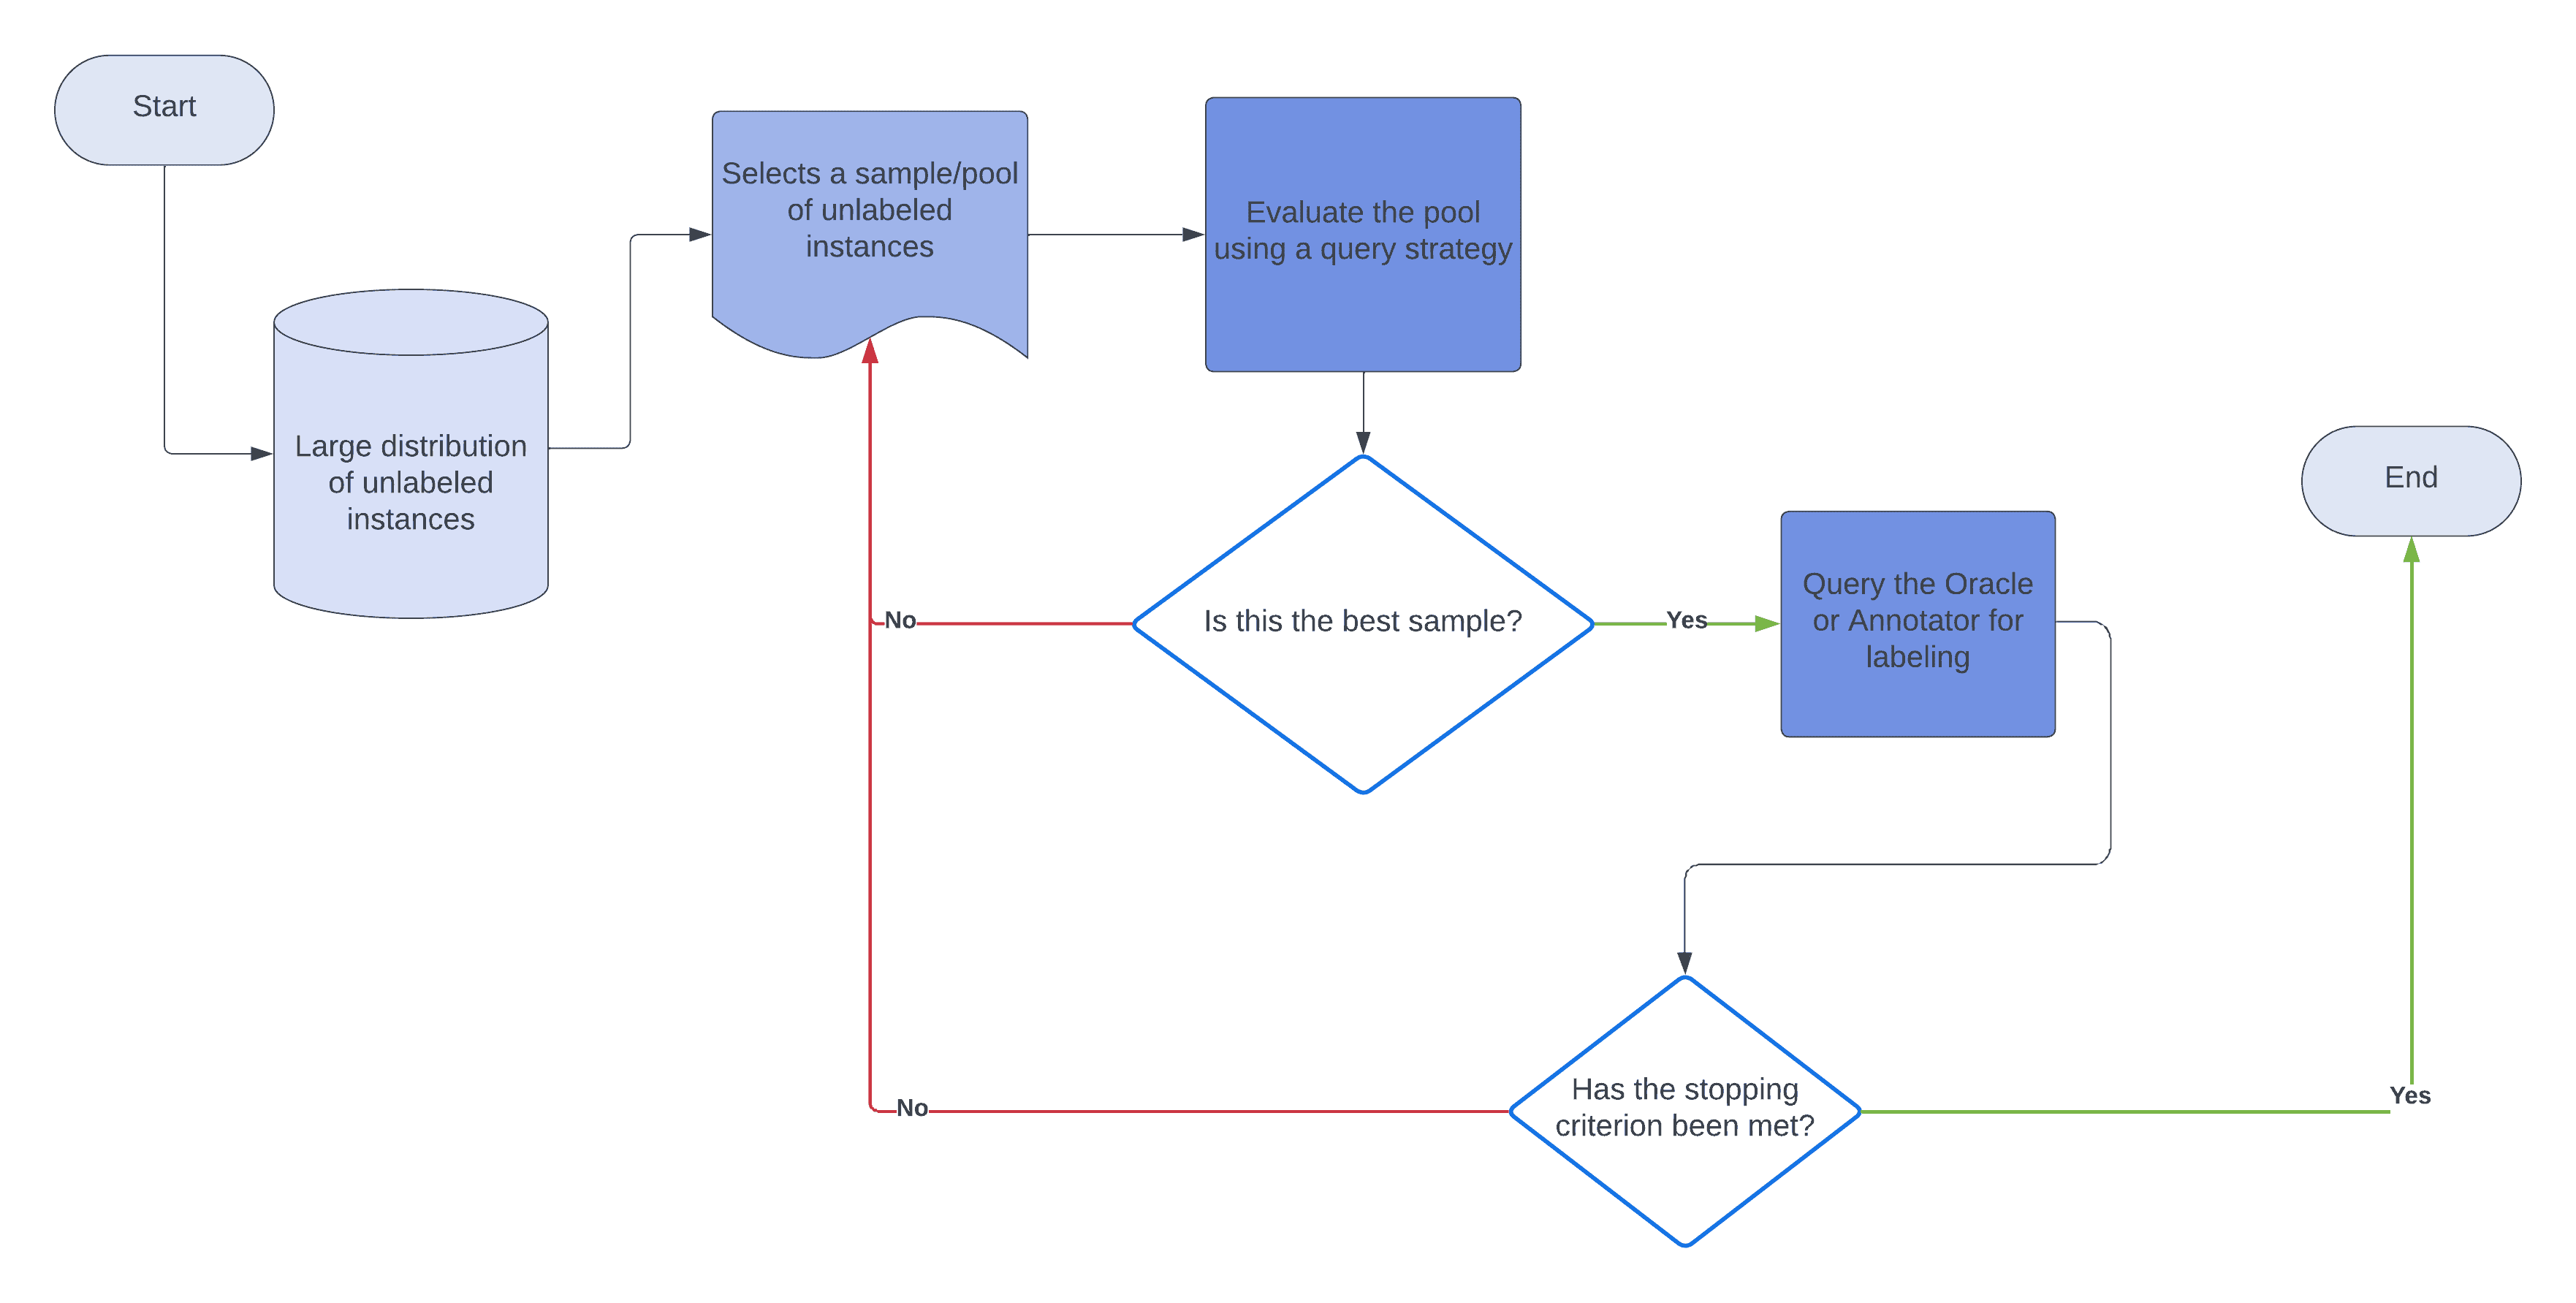 Start
Large distribution
of unlabeled
instances
Selects a sample/pool
of unlabeled
instances
Evaluate the pool
using a query strategy
Is this the best sample?
No
Yes
Query the Oracle
or Annotator for
labeling
Has the stopping
criterion been met?
No
Yes
End